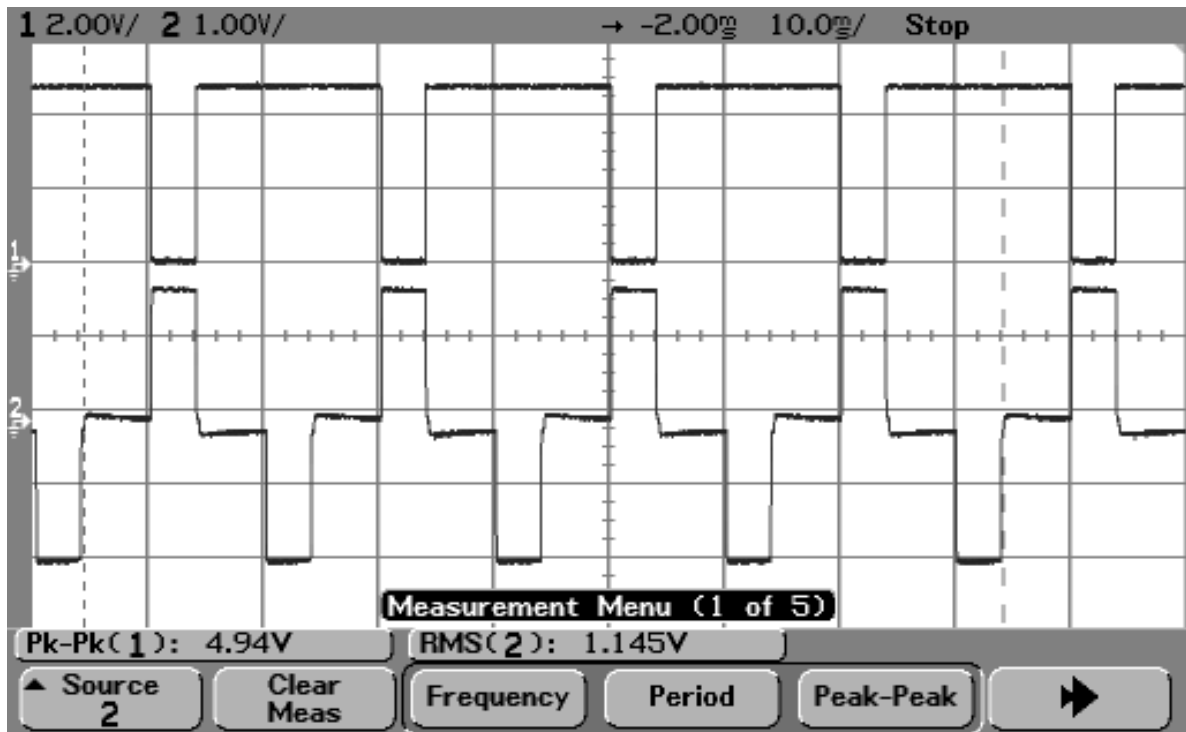 1 2.00V/ 2 1.00V/ → -2.00ms 10.0ms/ Stop
1
2
Measurement Menu (1 of 5)
Pk-Pk(1): 4.94V RMS(2): 1.145V
Source 2
Clear Meas
Frequency
Period
Peak-Peak